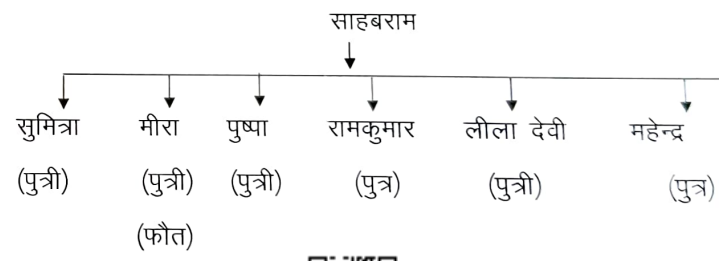 साहबराम
सुमित्रा मीरा पुष्पा रामकुमार लीला देवी महेन्द्र
(पुत्री) (पुत्री) (पुत्री) (पुत्र) (पुत्री) (पुत्र)
(फौत)